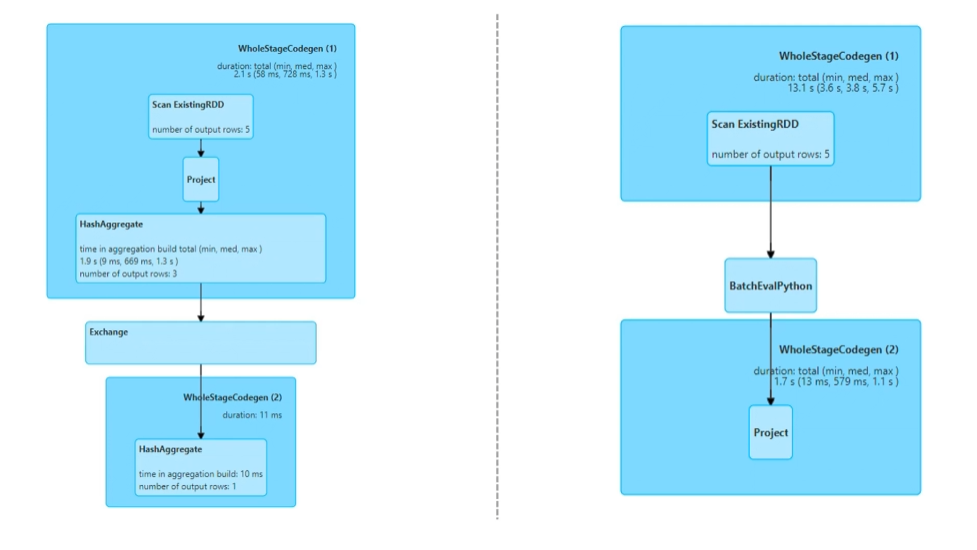 WholeStageCodegen (1)
duration: total (min, med, max )
2.1 s (58 ms, 728 ms, 1.3 s )
Scan ExistingRDD
number of output rows: 5
Project
HashAggregate
time in aggregation build total (min, med, max )
1.9 s (9 ms, 669 ms, 1.3 s )
number of output rows: 3
Exchange
WholeStageCodegen (2)
duration: 11 ms
HashAggregate
time in aggregation build: 10 ms
number of output rows: 1
WholeStageCodegen (1)
duration: total (min, med, max )
13.1 s (3.6 s, 3.8 s, 5.7 s )
Scan ExistingRDD
number of output rows: 5
BatchEvalPython
WholeStageCodegen (2)
duration: total (min, med, max )
1.7 s (13 ms, 579 ms, 1.1 s )
Project